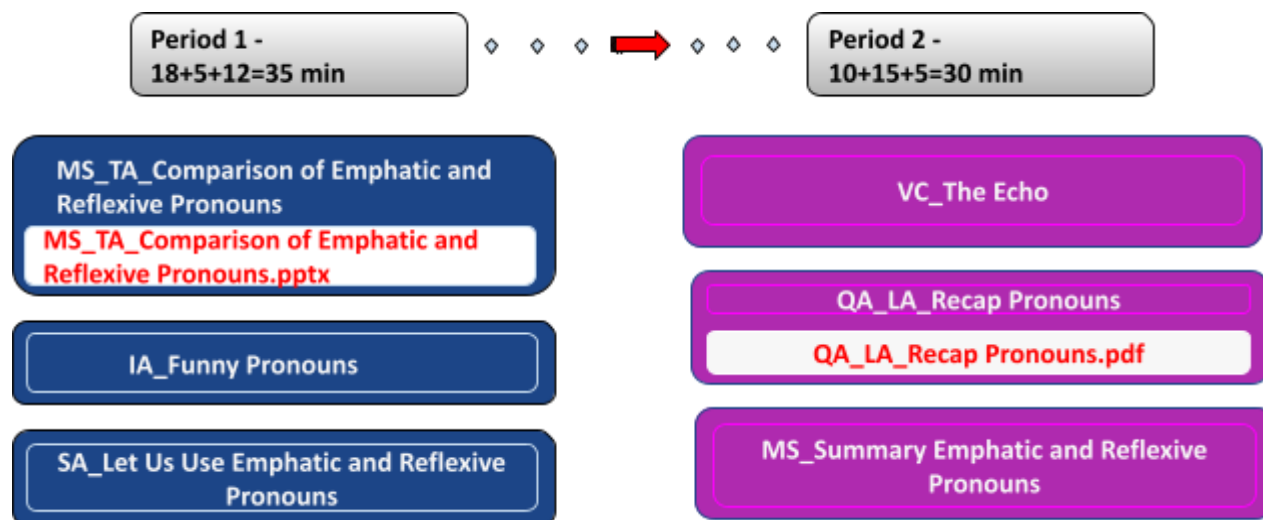 Period 1 -
18+5+12=35 min
Period 2 -
10+15+5=30 min
MS_TA_Comparison of Emphatic and
Reflexive Pronouns
MS_TA_Comparison of Emphatic and
Reflexive Pronouns.pptx
IA_Funny Pronouns
SA_Let Us Use Emphatic and Reflexive
Pronouns
VC_The Echo
QA_LA_Recap Pronouns
QA_LA_Recap Pronouns.pdf
MS_Summary Emphatic and Reflexive
Pronouns